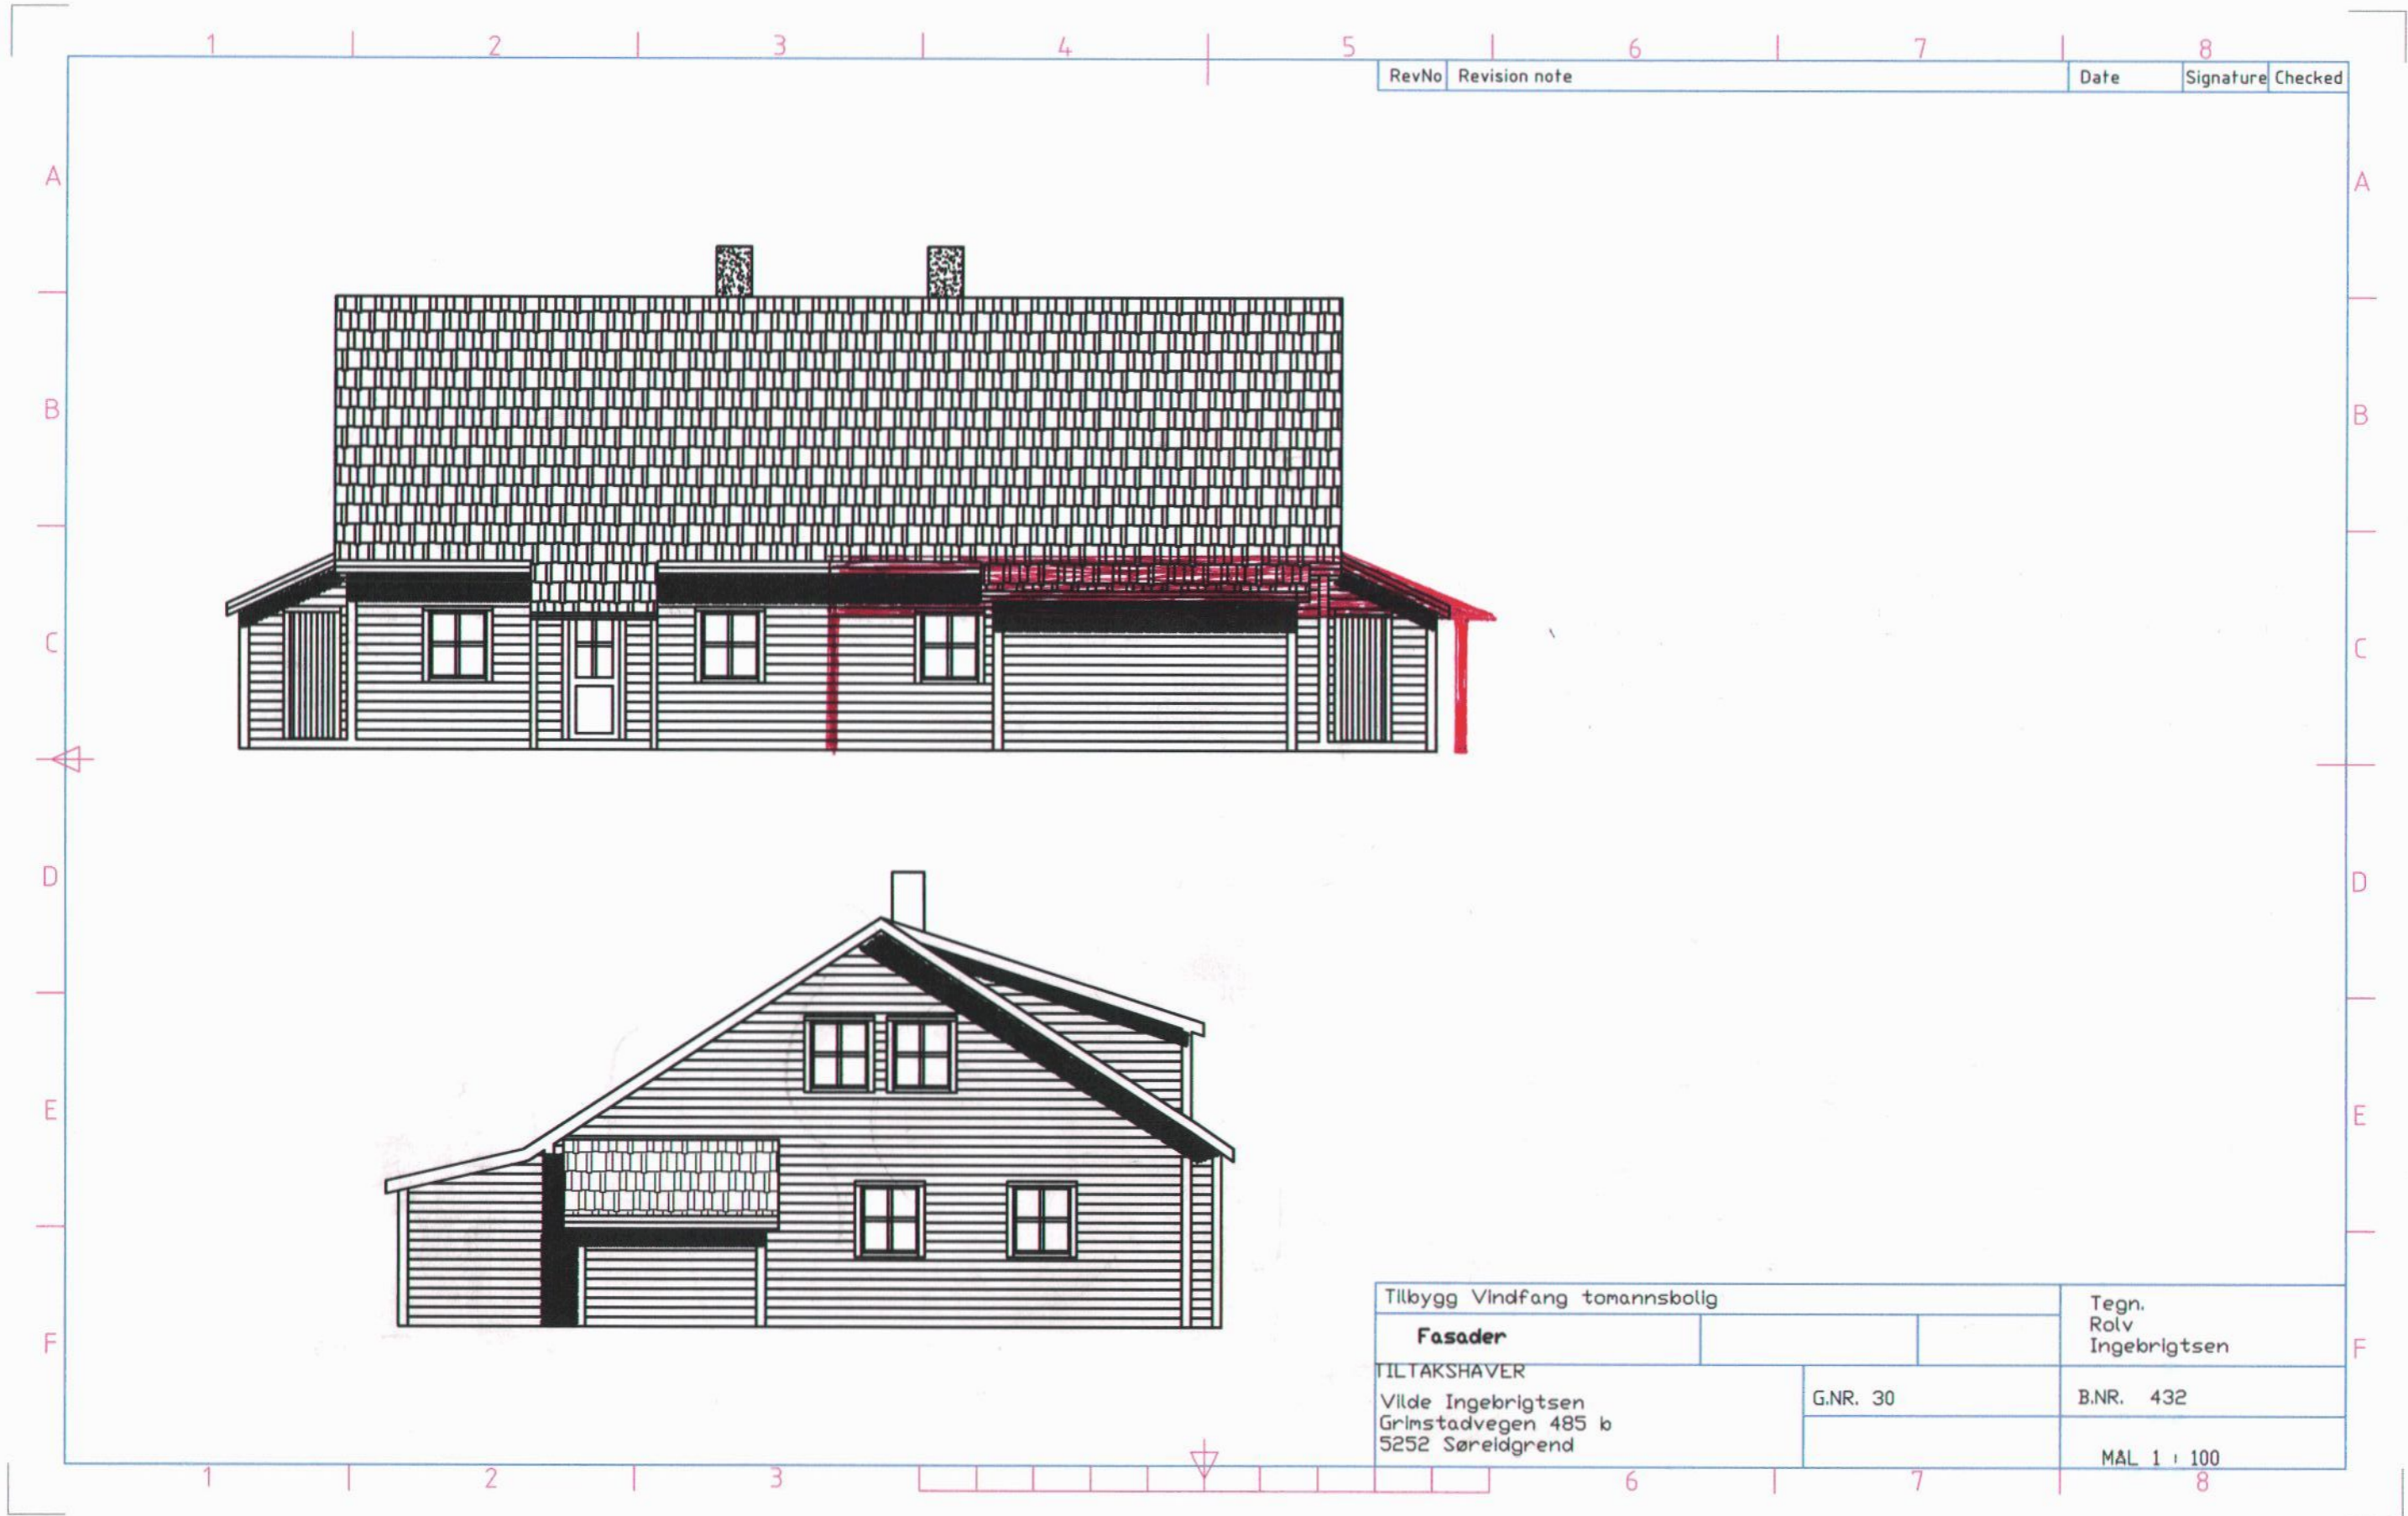 1 2 3 4 5 6 7 8
RevNo Revision note Date Signature Checked
A A
B B
C C
D D
E E
F F
Tilbygg Vindfang tomannsbolig
Fasader
Tegn.
Rolv
Ingebrigtsen
TILTAKSHAVER
Vilde Ingebrigtsen
Grimstadvegen 485 b
5252 Søreidgrend
G.NR. 30
B.NR. 432
MÅL 1 : 100
1 2 3 6 7 8